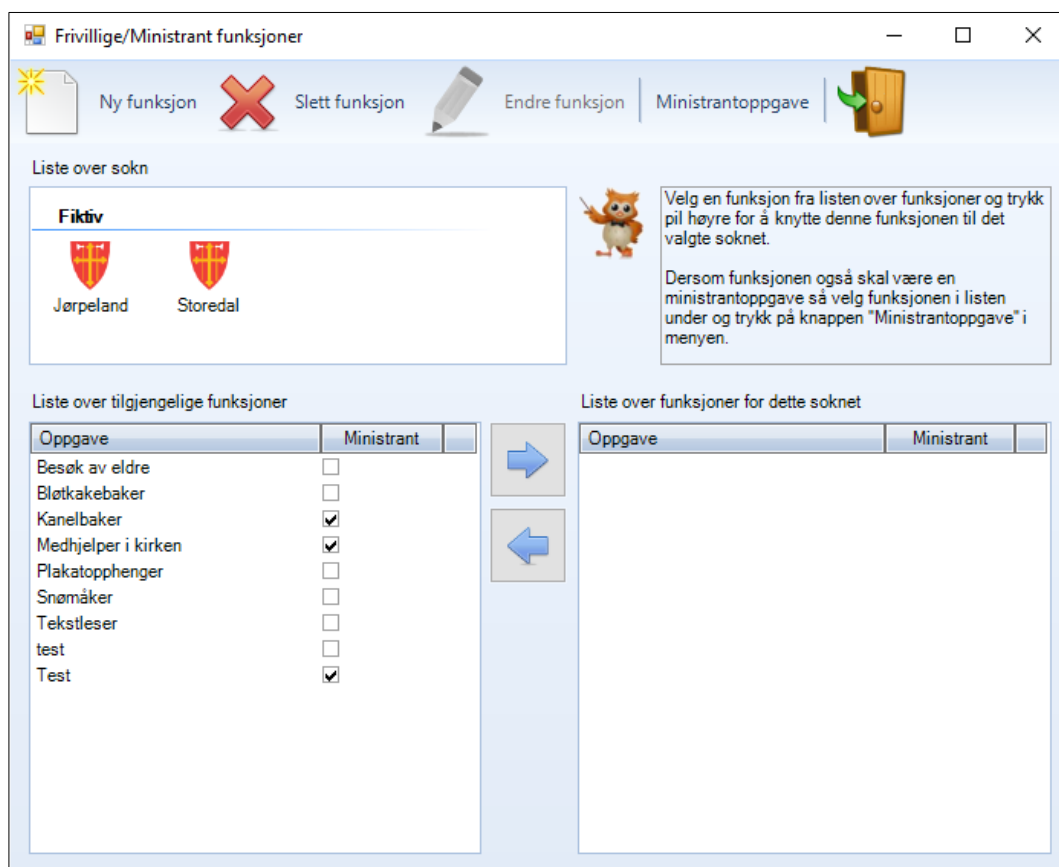 Frivillige/Ministrant funksjoner
Ny funksjon Slett funksjon Endre funksjon Ministrantoppgave
Liste over sokn
Fiktiv
Jørpeland Storedal
Velg en funksjon fra listen over funksjoner og trykk
pil høyre for å knytte denne funksjonen til det
valgte soknet.
Dersom funksjonen også skal være en
ministrantoppgave så velg funksjonen i listen
under og trykk på knappen "Ministrantoppgave" i
menyen.
Liste over tilgjengelige funksjoner
Oppgave Ministrant
Besøk av eldre
Bløtkakebaker
Kanelbaker
Medhjelper i kirken
Plakatopphenger
Snømåker
Tekstleser
test
Test
Liste over funksjoner for dette soknet
Oppgave Ministrant